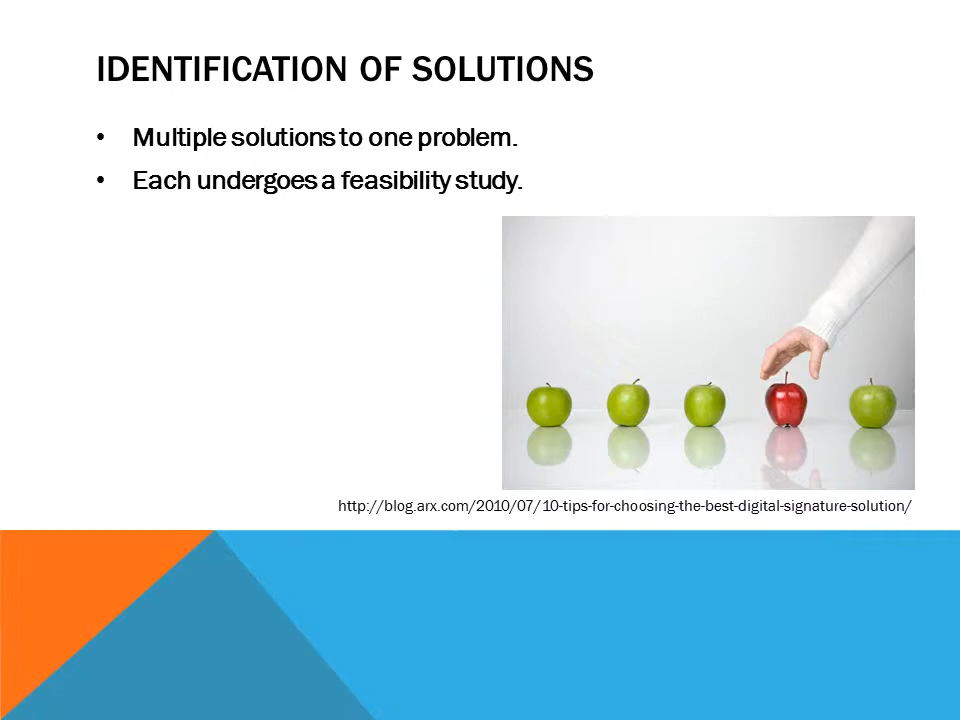 IDENTIFICATION OF SOLUTIONS
• Multiple solutions to one problem.
• Each undergoes a feasibility study.
http://blog.arx.com/2010/07/10-tips-for-choosing-the-best-digital-signature-solution/